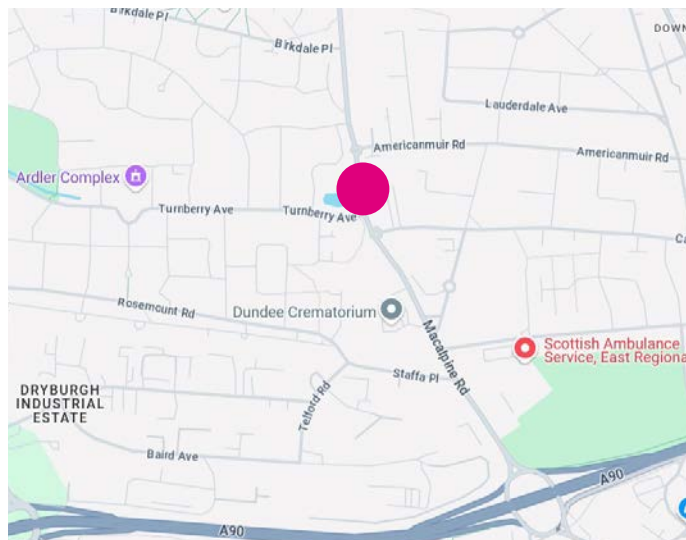 Birkdale Pl
Birkdale Pl
DOWN
Lauderdale Ave
Americanmuir Rd
Americanmuir Rd
Ardler Complex
Turnberry Ave
Turnberry Ave
Ca
Rosemount Rd
Dundee Crematorium
Macalpine Rd
Scottish Ambulance
Service, East Regiona
Staffa Pl
Telford Rd
DRYBURGH
INDUSTRIAL
ESTATE
Baird Ave
A90
A90